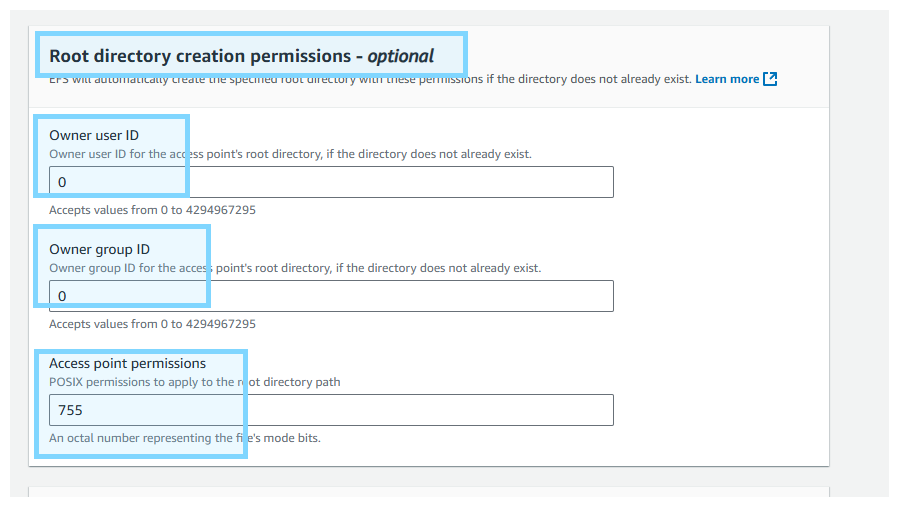 Root directory creation permissions - optional
EFS will automatically create the specified root directory with these permissions if the directory does not already exist. Learn more
Owner user ID
Owner user ID for the access point's root directory, if the directory does not already exist.
0
Accepts values from 0 to 4294967295
Owner group ID
Owner group ID for the access point's root directory, if the directory does not already exist.
0
Accepts values from 0 to 4294967295
Access point permissions
POSIX permissions to apply to the root directory path
755
An octal number representing the file's mode bits.